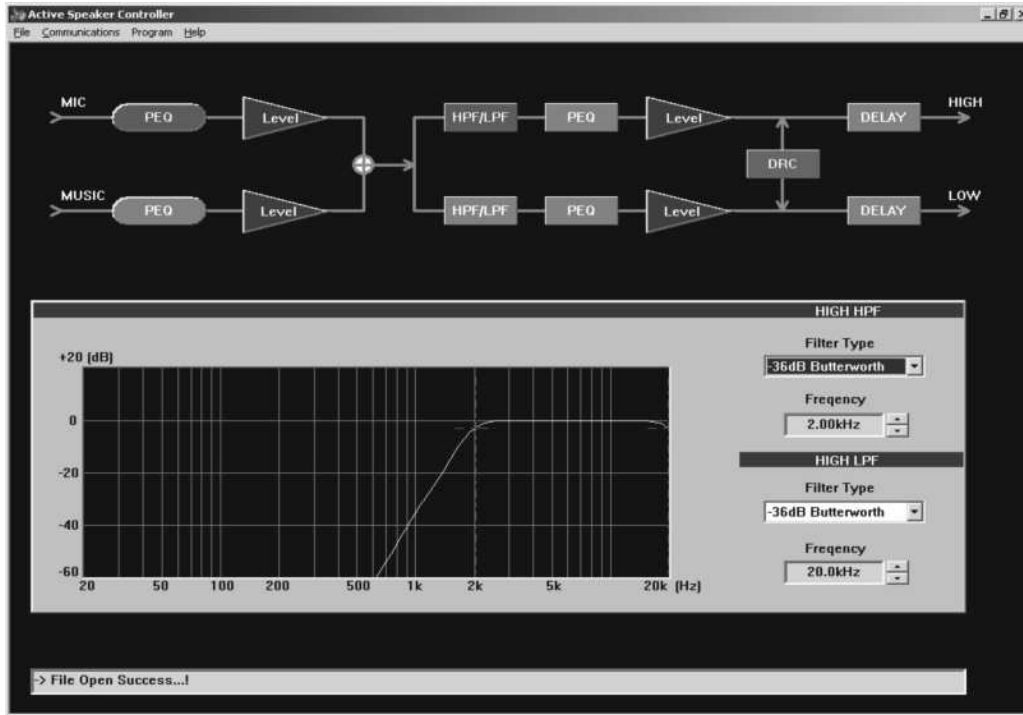 Active Speaker Controller
File Communications Program Help
MIC PEQ Level HPF/LPF PEQ Level DELAY HIGH
DRC
MUSIC PEQ Level HPF/LPF PEQ Level DELAY LOW
HIGH HPF
+20 (dB)
0
-20
-40
-60
20 50 100 200 500 1k 2k 5k 20k (Hz)
Filter Type
-36dB Butterworth
Freqency
2.00kHz
HIGH LPF
Filter Type
-36dB Butterworth
Freqency
20.0kHz
-> File Open Success...!